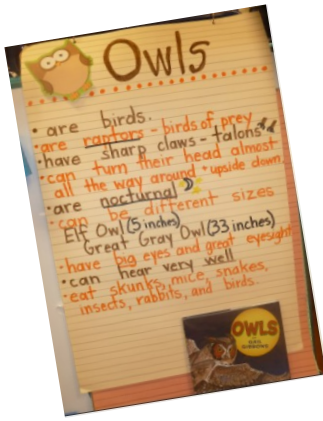 Owls
• are birds.
• are raptors - birds of prey
• have sharp claws - talons
• can turn their head almost
all the way around • upside down.
• are nocturnal
• can be different sizes
Elf Owl (5 inches)
Great Gray Owl (33 inches)
• have big eyes and great eyesight
• can hear very well
• eat skunks, mice, snakes,
insects, rabbits, and birds.
OWLS
GAIL
GIBBONS